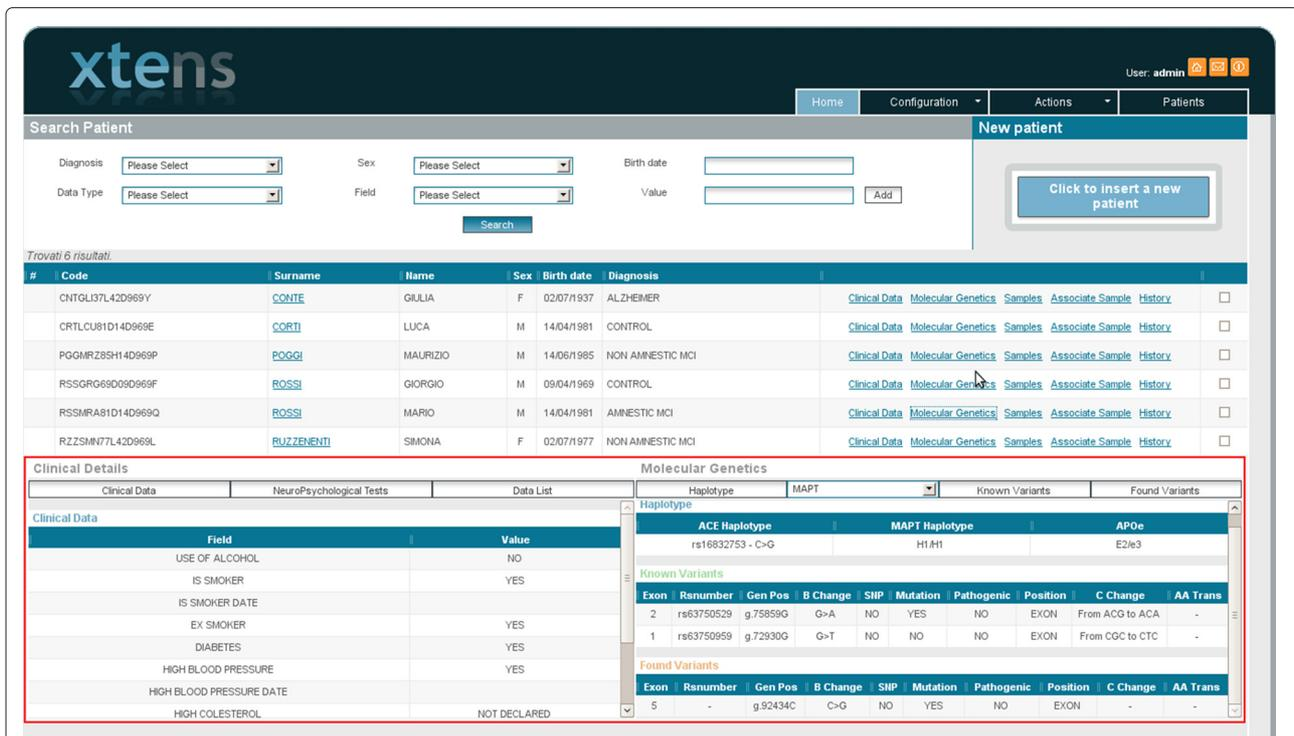 xtens
User: admin
Home Configuration Actions Patients
Search Patient New patient
Diagnosis Please Select Sex Please Select Birth date
Data Type Please Select Field Please Select Value Add
Search
Click to insert a new
patient
Trovati 6 risultati.
# Code Surname Name Sex Birth date Diagnosis
CNTGLI37L42D969Y CONTE GIULIA F 02/07/1937 ALZHEIMER Clinical Data Molecular Genetics Samples Associate Sample History
CRTLCU81D14D969E CORTI LUCA M 14/04/1981 CONTROL Clinical Data Molecular Genetics Samples Associate Sample History
PGGMRZ85H14D969P POGGI MAURIZIO M 14/06/1985 NON AMNESTIC MCI Clinical Data Molecular Genetics Samples Associate Sample History
RSSGRG69D09D969F ROSSI GIORGIO M 09/04/1969 CONTROL Clinical Data Molecular Genetics Samples Associate Sample History
RSSMRA81D14D969Q ROSSI MARIO M 14/04/1981 AMNESTIC MCI Clinical Data Molecular Genetics Samples Associate Sample History
RZZSMN77L42D969L RUZZENENTI SIMONA F 02/07/1977 NON AMNESTIC MCI Clinical Data Molecular Genetics Samples Associate Sample History
Clinical Details
Clinical Data NeuroPsychological Tests Data List
Clinical Data
Field Value
USE OF ALCOHOL NO
IS SMOKER YES
IS SMOKER DATE
EX SMOKER YES
DIABETES YES
HIGH BLOOD PRESSURE YES
HIGH BLOOD PRESSURE DATE
HIGH COLESTEROL NOT DECLARED
Molecular Genetics
Haplotype MAPT Known Variants Found Variants
Haplotype
ACE Haplotype MAPT Haplotype APOe
rs16832753 - C>G H1/H1 E2/e3
Known Variants
Exon Rsnumber Gen Pos B Change SNP Mutation Pathogenic Position C Change AA Trans
2 rs63750529 g.75859G G>A NO YES NO EXON From ACG to ACA -
1 rs63750959 g.72930G G>T NO NO NO EXON From CGC to CTC -
Found Variants
Exon Rsnumber Gen Pos B Change SNP Mutation Pathogenic Position C Change AA Trans
5 - g.92434C C>G NO YES NO EXON - -